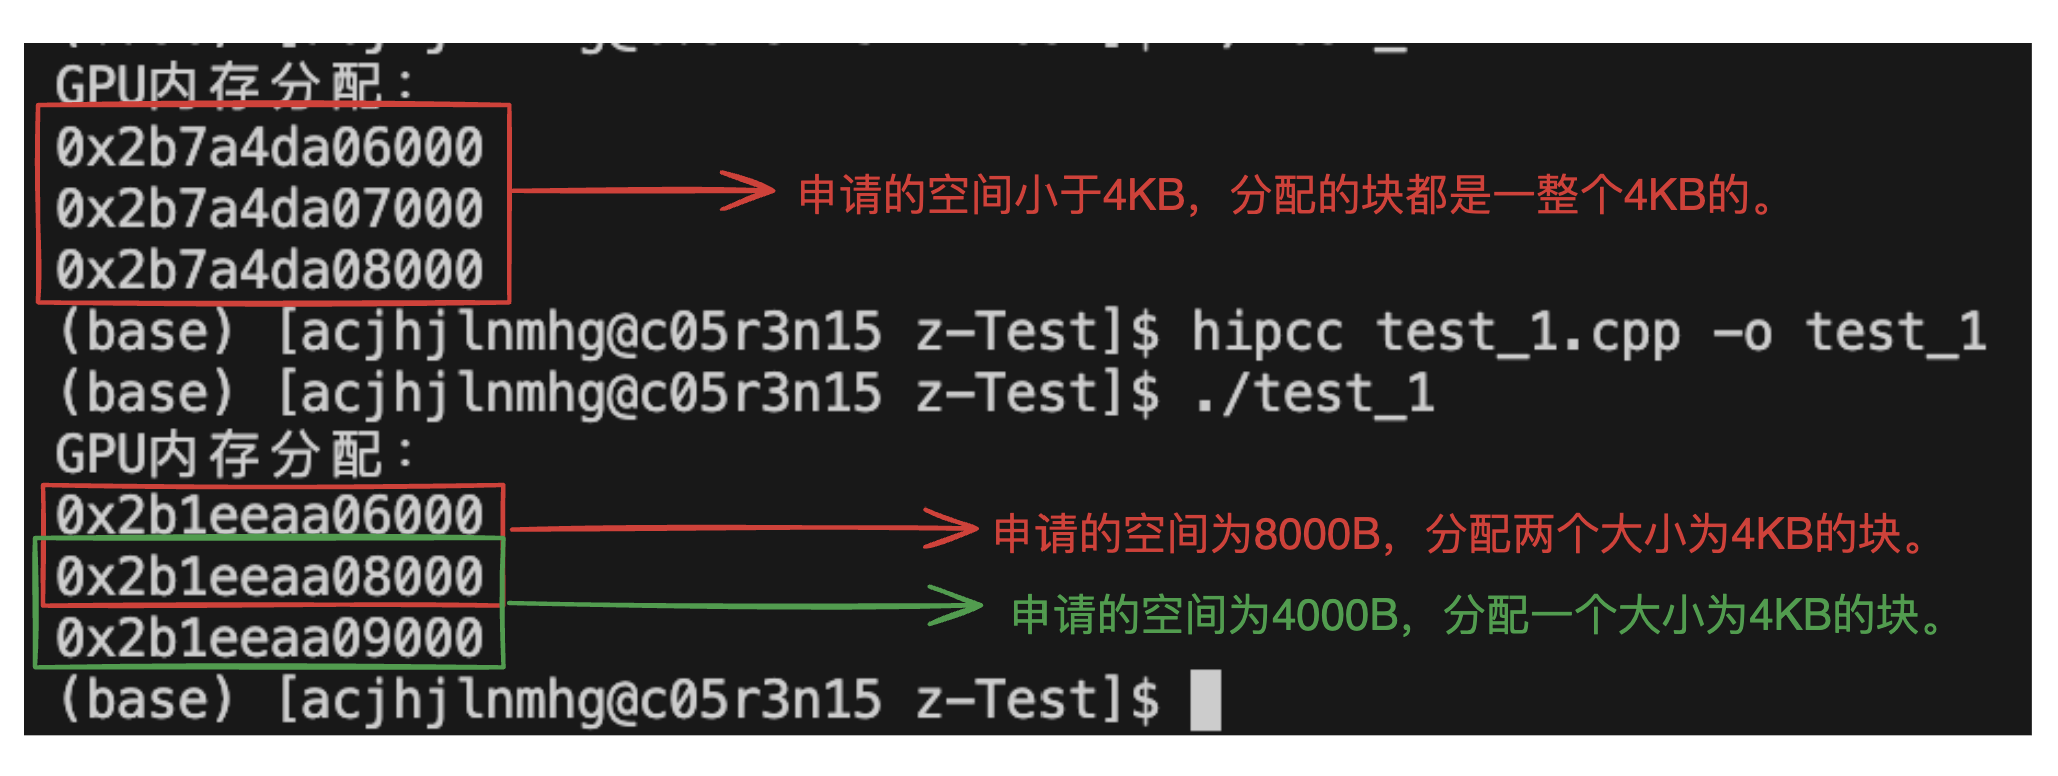 GPU内存分配：
0x2b7a4da06000
0x2b7a4da07000
0x2b7a4da08000
申请的空间小于4KB，分配的块都是一整个4KB的。
(base) [acjhjlnmhg@c05r3n15 z-Test]$ hipcc test_1.cpp -o test_1
(base) [acjhjlnmhg@c05r3n15 z-Test]$ ./test_1
GPU内存分配：
0x2b1eeaa06000
申请的空间为8000B，分配两个大小为4KB的块。
0x2b1eeaa08000
申请的空间为4000B，分配一个大小为4KB的块。
0x2b1eeaa09000
(base) [acjhjlnmhg@c05r3n15 z-Test]$